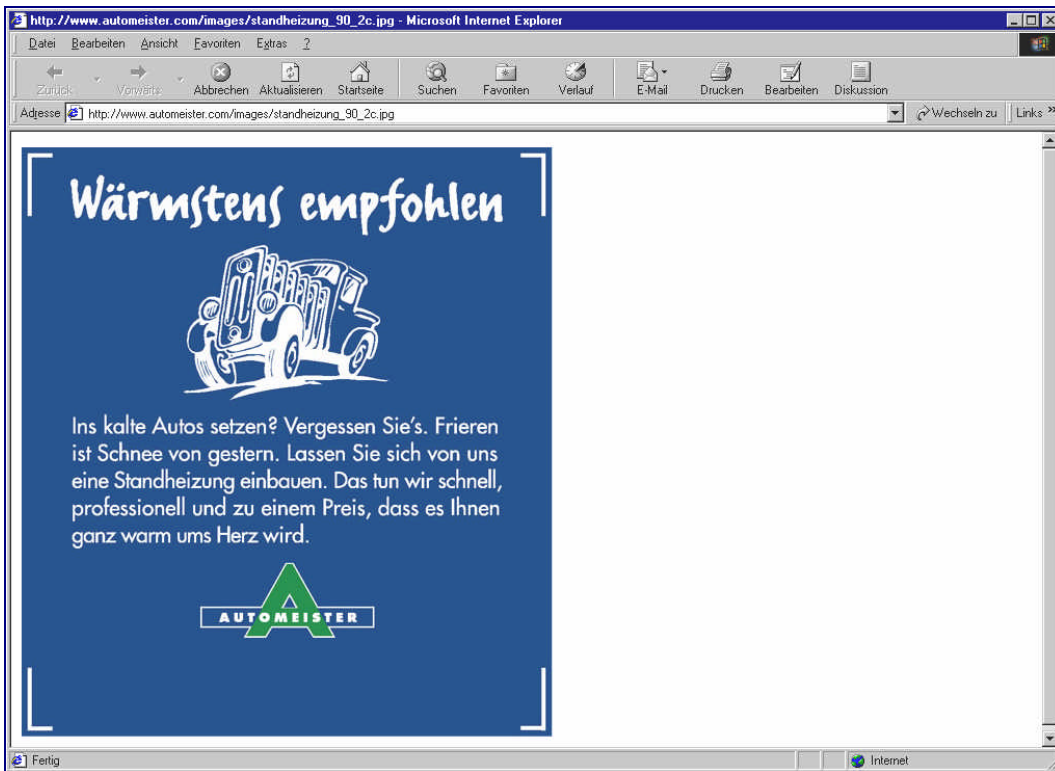 http://www.automeister.com/images/standheizung_90_2c.jpg - Microsoft Internet Explorer
Datei Bearbeiten Ansicht Favoriten Extras ?
Zurück Vorwärts Abbrechen Aktualisieren Startseite Suchen Favoriten Verlauf E-Mail Drucken Bearbeiten Diskussion
Adresse http://www.automeister.com/images/standheizung_90_2c.jpg Wechseln zu Links »
Wärmstens empfohlen
Ins kalte Autos setzen? Vergessen Sie's. Frieren
ist Schnee von gestern. Lassen Sie sich von uns
eine Standheizung einbauen. Das tun wir schnell,
professionell und zu einem Preis, dass es Ihnen
ganz warm ums Herz wird.
AUTOMEISTER
Fertig Internet